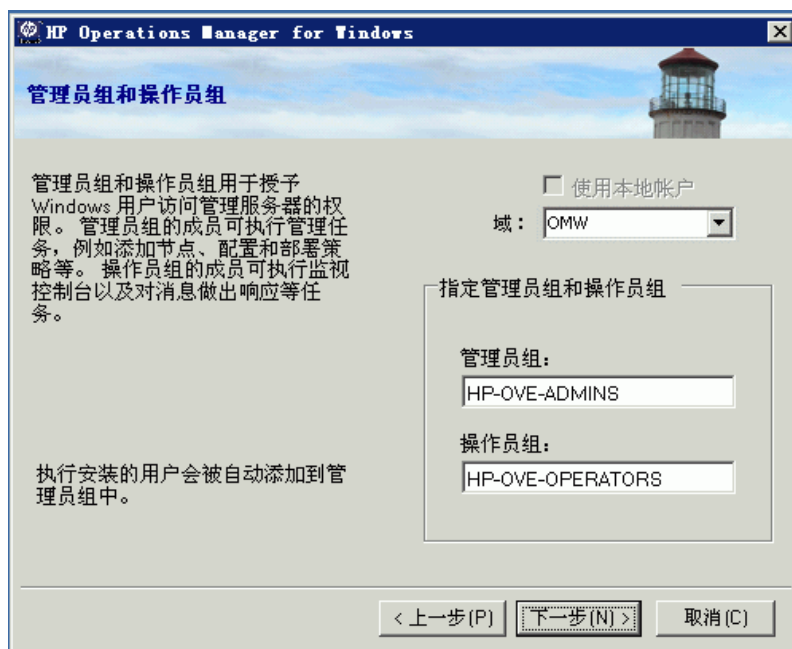 HP Operations Manager for Windows
管理员组和操作员组
管理员组和操作员组用于授予
Windows 用户访问管理服务器的权
限。 管理员组的成员可执行管理任
务，例如添加节点、配置和部署策
略等。 操作员组的成员可执行监视
控制台以及对消息做出响应等任
务。
执行安装的用户会被自动添加到管
理员组中。
使用本地帐户
域： OMW
指定管理员组和操作员组
管理员组：
HP-OVE-ADMINS
操作员组：
HP-OVE-OPERATORS
< 上一步(P) 下一步(N) > 取消(C)